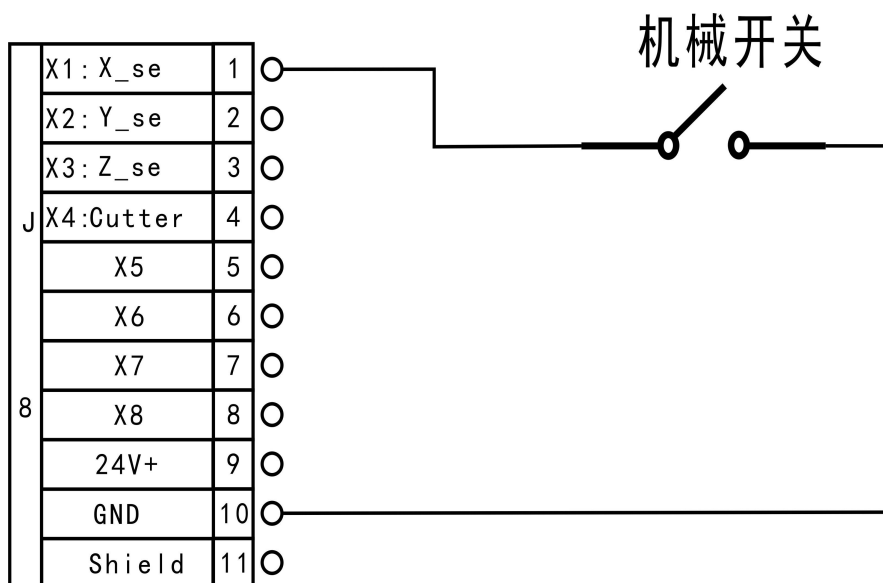 机械开关
X1: X_se 1
X2: Y_se 2
X3: Z_se 3
J X4:Cutter 4
X5 5
X6 6
X7 7
8 X8 8
24V+ 9
GND 10
Shield 11